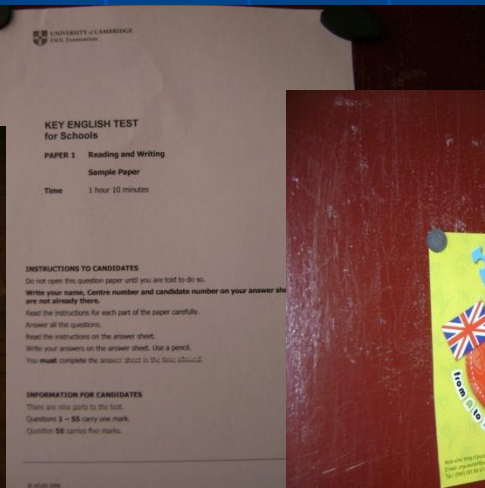 UNIVERSITY of CAMBRIDGE
ESOL Examinations
KEY ENGLISH TEST
for Schools
PAPER 1 Reading and Writing
Sample Paper
Time 1 hour 10 minutes
INSTRUCTIONS TO CANDIDATES
Do not open this question paper until you are told to do so.
Write your name, Centre number and candidate number on your answer she
are not already there.
Read the instructions for each part of the paper carefully.
Answer all the questions.
Read the instructions on the answer sheet.
Write your answers on the answer sheet. Use a pencil.
You must complete the answer sheet in the time allowed.
INFORMATION FOR CANDIDATES
There are nine parts to the test.
Questions 1 – 55 carry one mark.
Question 56 carries five marks.
from A to